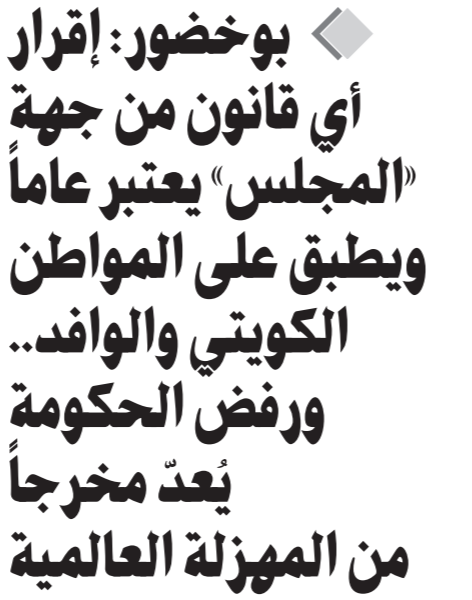 بوخضور: إقرار
أي قانون من جهة
«المجلس» يعتبر عاماً
ويطبق على المواطن
الكويتي والوافد..
ورفض الحكومة
يُعدّ مخرجاً
من المهزلة العالمية